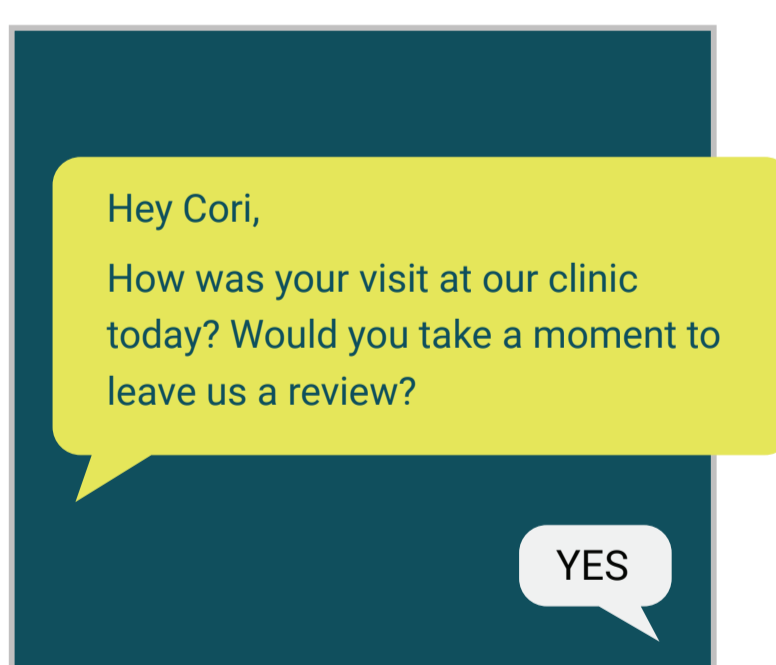 Hey Cori,
How was your visit at our clinic
today? Would you take a moment to
leave us a review?
YES